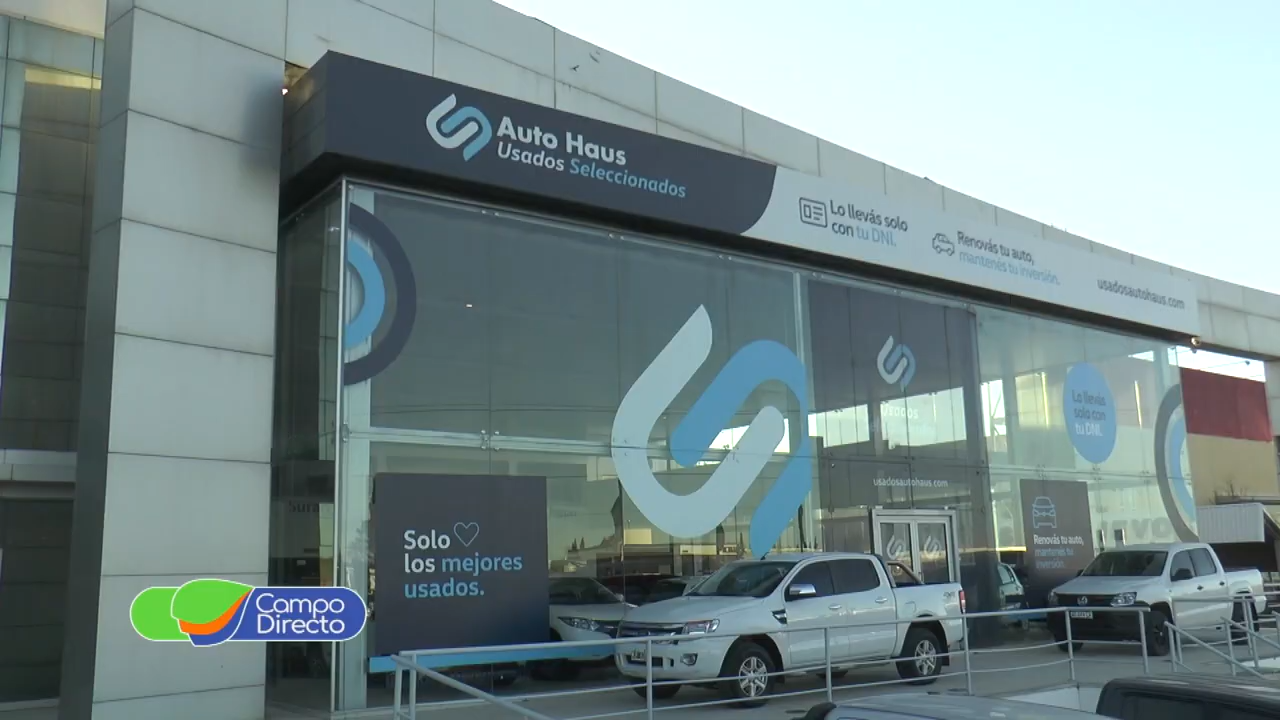 Auto Haus
Usados Seleccionados
Lo llevás solo
con tu DNI.
Renovás tu auto,
mantenés tu inversión.
usadosautohaus.com
Usados
usadosautohaus.com
Lo llevás
solo con
tu DNI.
Solo
los mejores
usados.
Renovás tu auto,
mantenés tu
inversión.
Campo
Directo